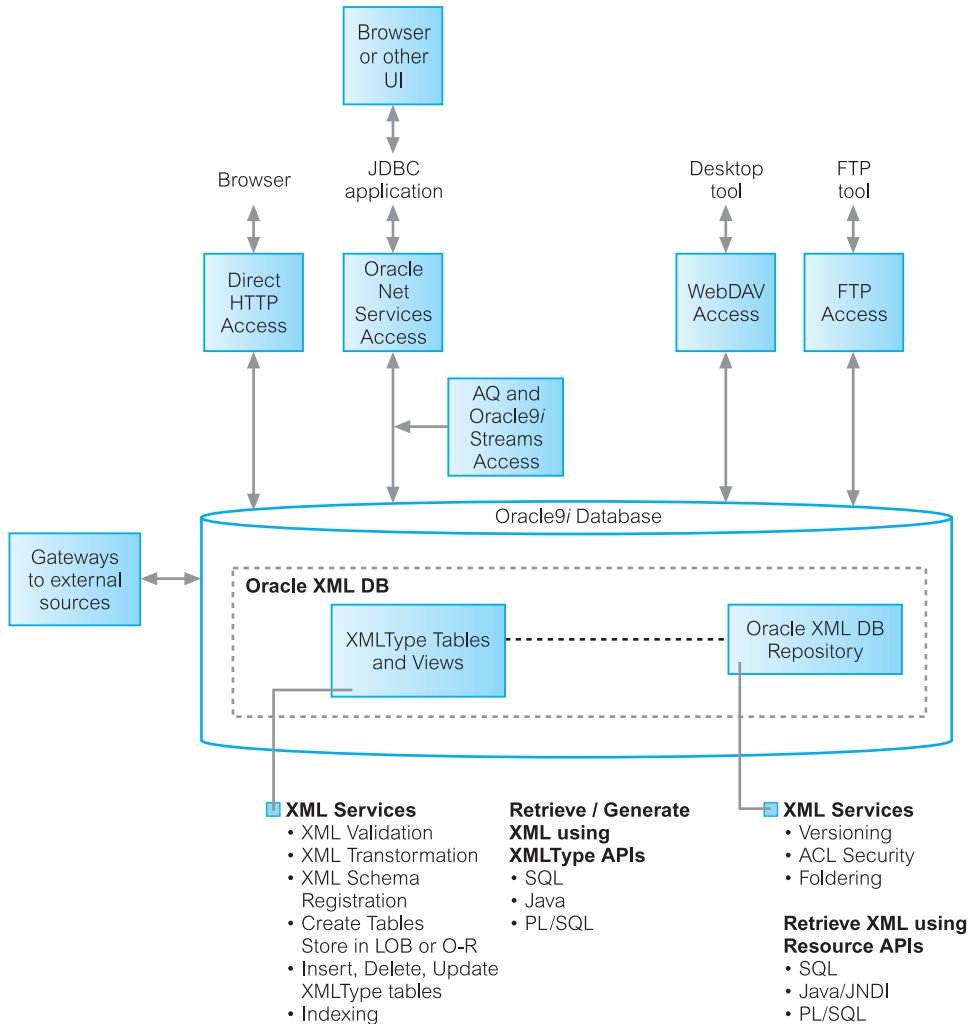 Browser
or other
UI
Browser
JDBC
application
Desktop
tool
FTP
tool
Direct
HTTP
Access
Oracle
Net
Services
Access
WebDAV
Access
FTP
Access
AQ and
Oracle9i
Streams
Access
Oracle9i Database
Gateways
to external
sources
Oracle XML DB
XMLType Tables
and Views
Oracle XML DB
Repository
XML Services
• XML Validation
• XML Transtormation
• XML Schema
Registration
• Create Tables
Store in LOB or O-R
• Insert, Delete, Update
XMLType tables
• Indexing
Retrieve / Generate
XML using
XMLType APIs
• SQL
• Java
• PL/SQL
XML Services
• Versioning
• ACL Security
• Foldering
Retrieve XML using
Resource APIs
• SQL
• Java/JNDI
• PL/SQL